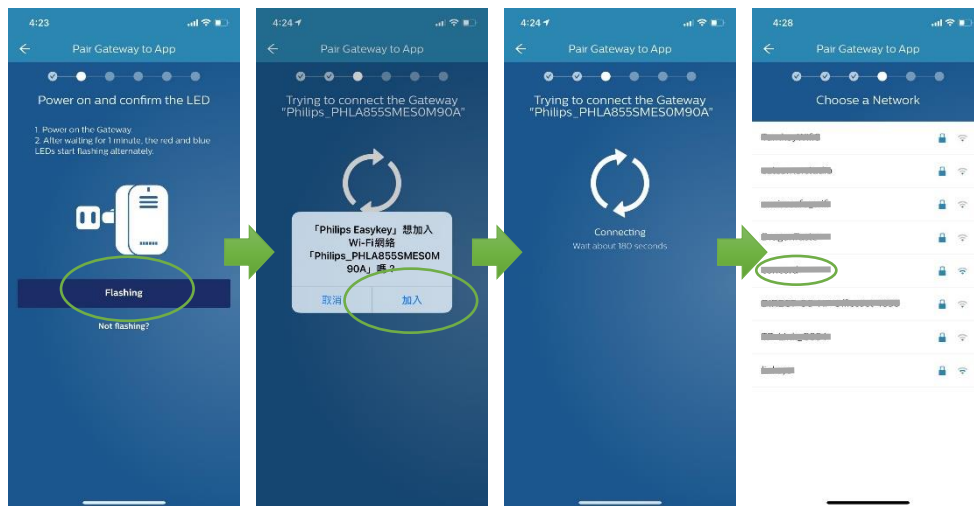 4:23
Pair Gateway to App
Power on and confirm the LED
1. Power on the Gateway.
2. After waiting for 1 minute, the red and blue
LEDs start flashing alternately.
Flashing
Not flashing?
4:24
Pair Gateway to App
Trying to connect the Gateway
"Philips_PHLA855SMES0M90A"
「Philips Easykey」想加入
Wi-Fi網絡
「Philips_PHLA855SMES0M
90A」嗎？
取消
加入
4:24
Pair Gateway to App
Trying to connect the Gateway
"Philips_PHLA855SMES0M90A"
Connecting
Wait about 180 seconds
4:28
Pair Gateway to App
Choose a Network